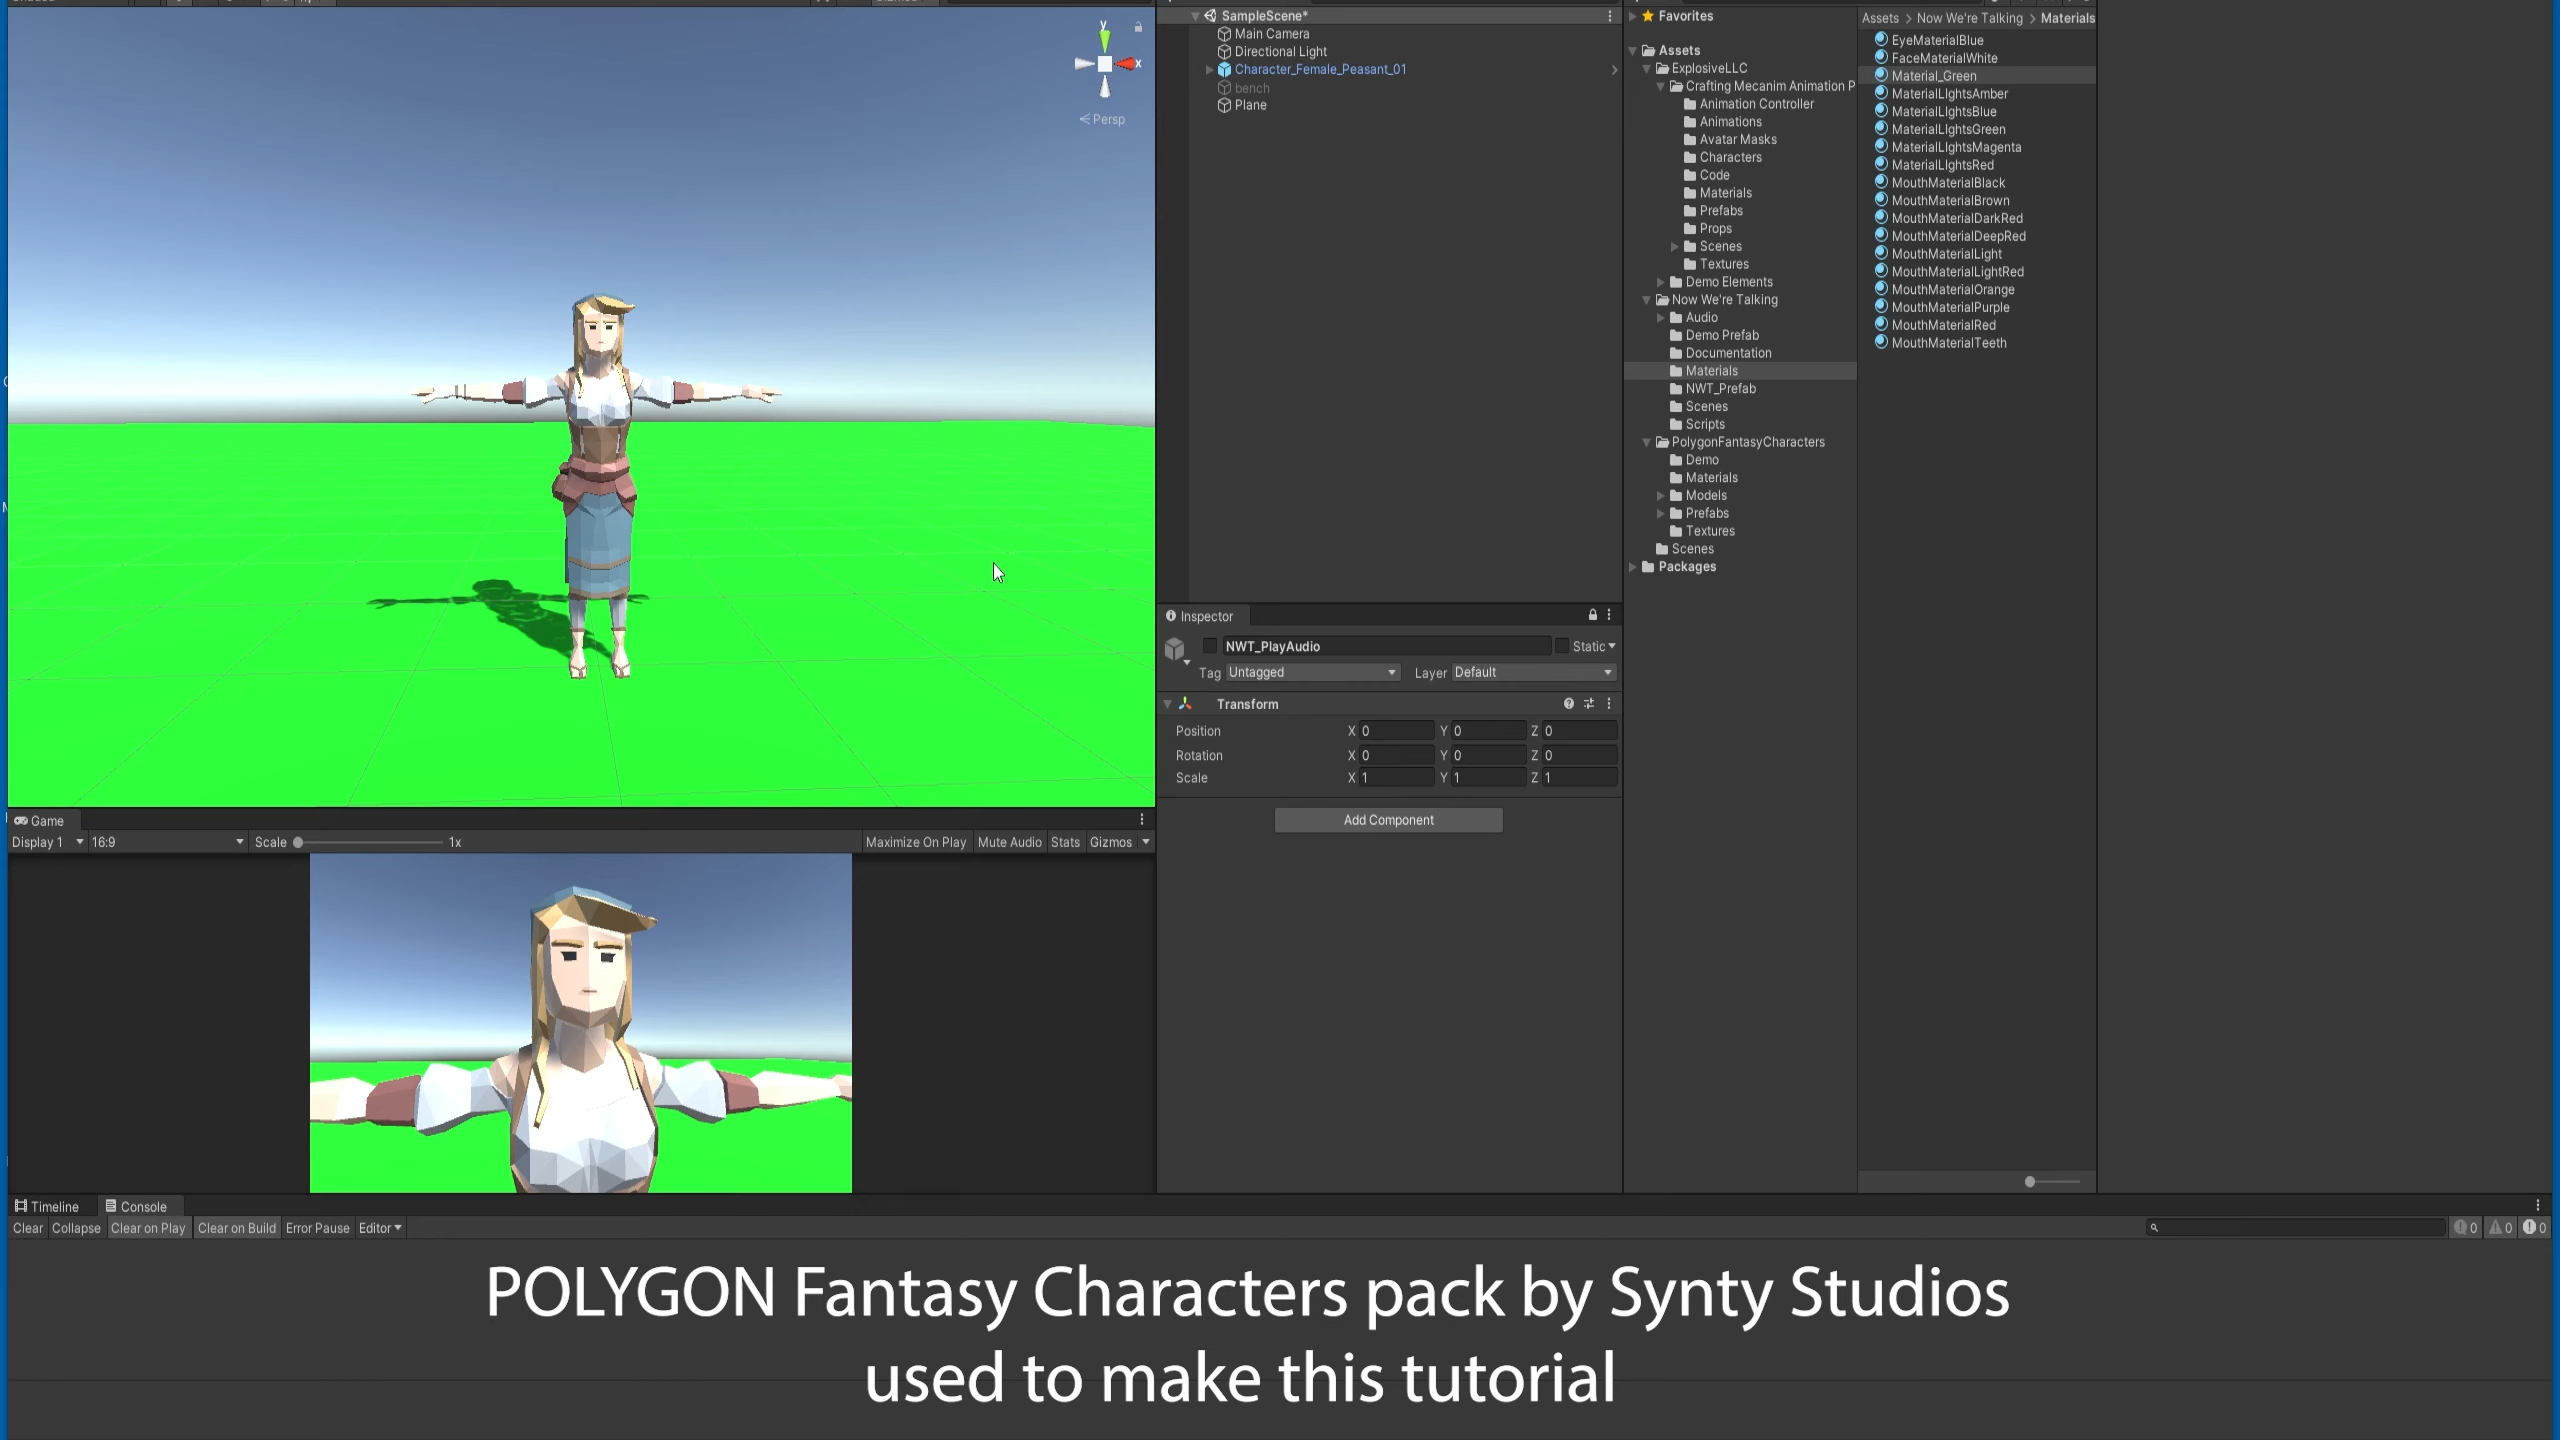 y
x
Persp
Game
Display 1
16:9
Scale
1x
Maximize On Play
Mute Audio
Stats
Gizmos
SampleScene*
Main Camera
Directional Light
Character_Female_Peasant_01
bench
Plane
Inspector
NWT_PlayAudio
Static
Tag Untagged
Layer Default
Transform
Position X 0 Y 0 Z 0
Rotation X 0 Y 0 Z 0
Scale X 1 Y 1 Z 1
Add Component
Favorites
Assets
ExplosiveLLC
Crafting Mecanim Animation P
Animation Controller
Animations
Avatar Masks
Characters
Code
Materials
Prefabs
Props
Scenes
Textures
Demo Elements
Now We're Talking
Audio
Demo Prefab
Documentation
Materials
NWT_Prefab
Scenes
Scripts
PolygonFantasyCharacters
Demo
Materials
Models
Prefabs
Textures
Scenes
Packages
Assets > Now We're Talking > Materials
EyeMaterialBlue
FaceMaterialWhite
Material_Green
MaterialLIghtsAmber
MaterialLIghtsBlue
MaterialLIghtsGreen
MaterialLIghtsMagenta
MaterialLIghtsRed
MouthMaterialBlack
MouthMaterialBrown
MouthMaterialDarkRed
MouthMaterialDeepRed
MouthMaterialLight
MouthMaterialLightRed
MouthMaterialOrange
MouthMaterialPurple
MouthMaterialRed
MouthMaterialTeeth
Timeline
Console
Clear
Collapse
Clear on Play
Clear on Build
Error Pause
Editor
0
0
0
POLYGON Fantasy Characters pack by Synty Studios
used to make this tutorial